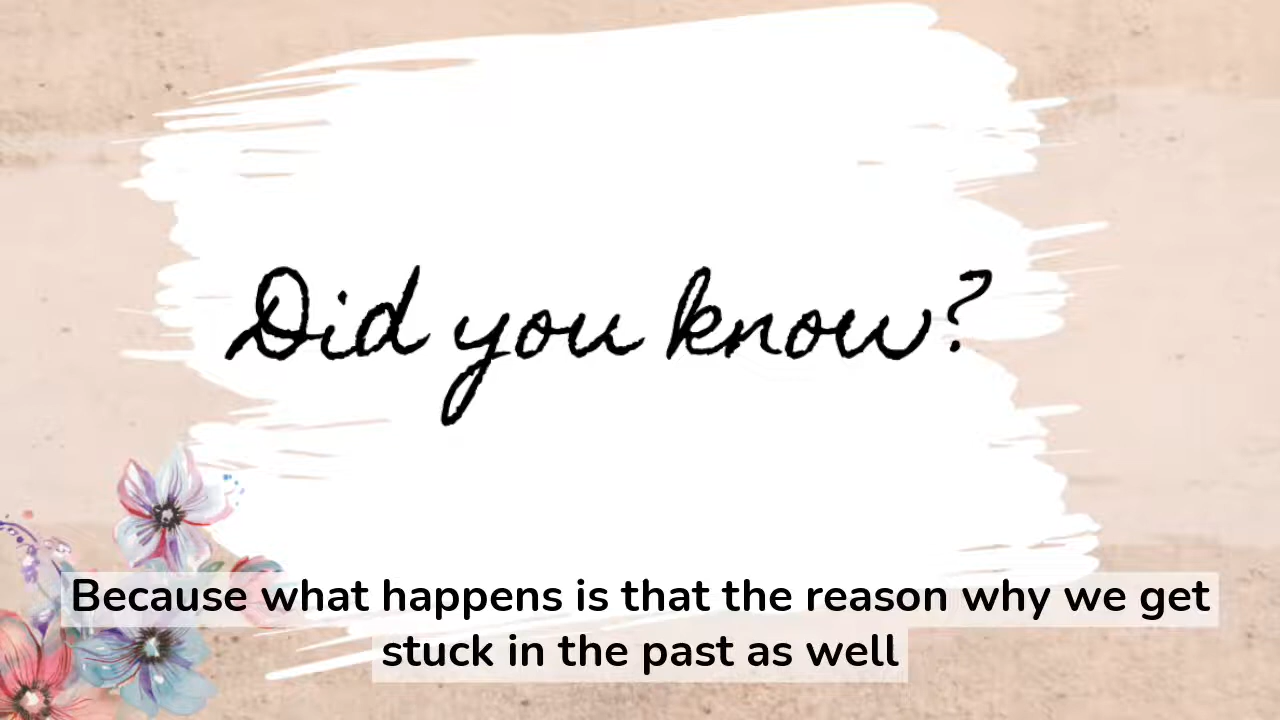 Did you know?
Because what happens is that the reason why we get
stuck in the past as well